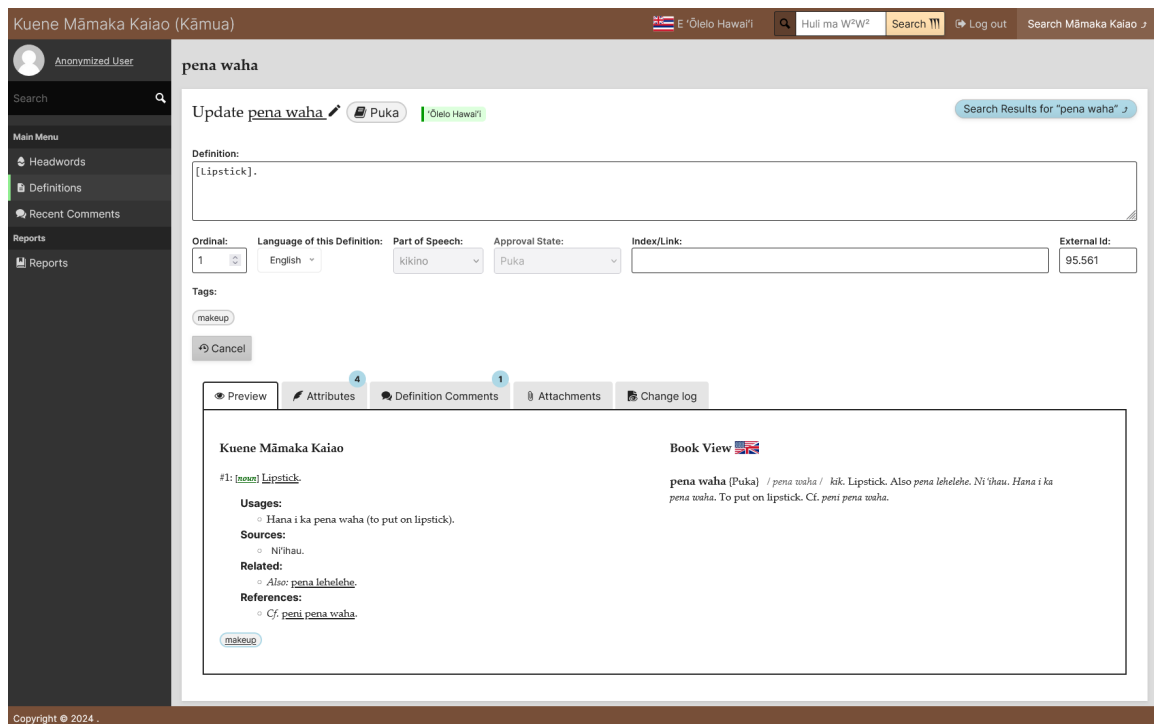 Kuene Māmaka Kaiao (Kāmua)
E ʻŌlelo Hawaiʻi
Huli ma W²W²
Search
Log out
Search Māmaka Kaiao
Anonymized User
Search
Main Menu
Headwords
Definitions
Recent Comments
Reports
Reports
pena waha
Update pena waha
Puka
ʻŌlelo Hawaiʻi
Search Results for "pena waha"
Definition:
[Lipstick].
Ordinal: Language of this Definition: Part of Speech: Approval State: Index/Link: External Id:
1 English kikino Puka 95.561
Tags:
makeup
Cancel
4 1
Preview Attributes Definition Comments Attachments Change log
Kuene Māmaka Kaiao
#1: [noun] Lipstick.
Usages:
Hana i ka pena waha (to put on lipstick).
Sources:
Niʻihau.
Related:
Also: pena lehelehe.
References:
Cf. peni pena waha.
makeup
Book View
pena waha {Puka} / pena waha / kik. Lipstick. Also pena lehelehe. Niʻihau. Hana i ka
pena waha. To put on lipstick. Cf. peni pena waha.
Copyright © 2024 .